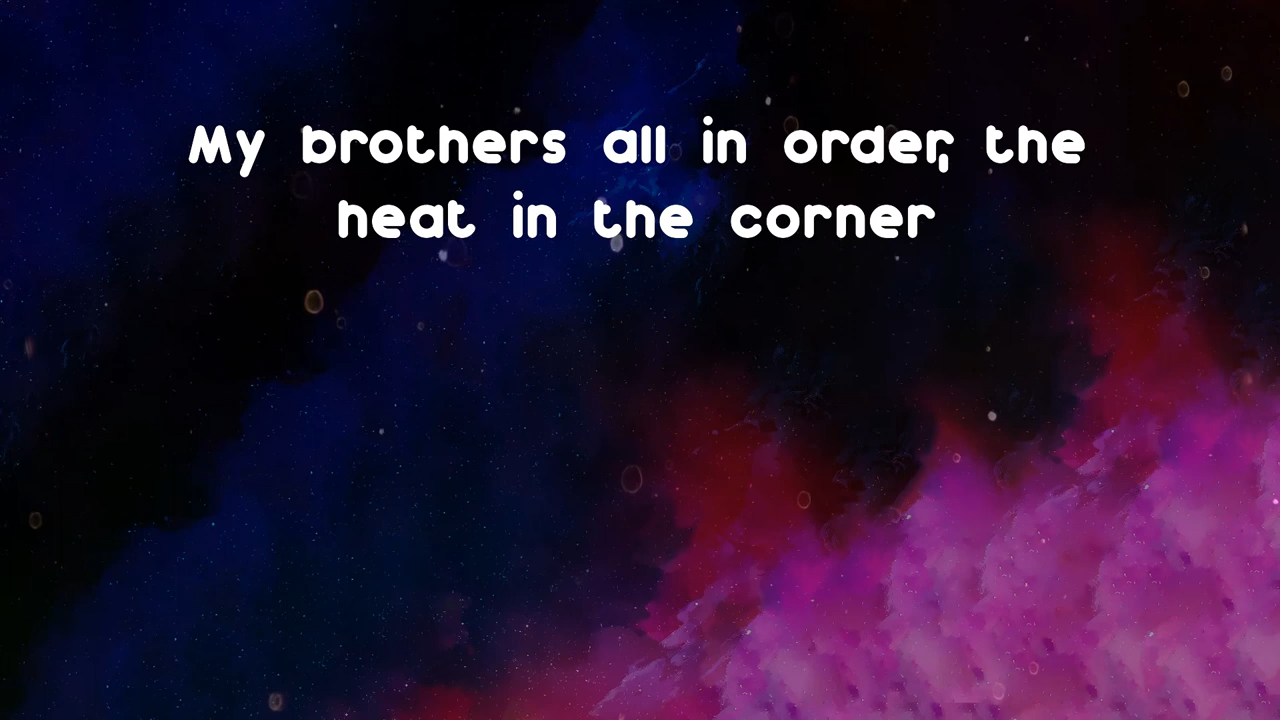 My brothers all in order, the
heat in the corner